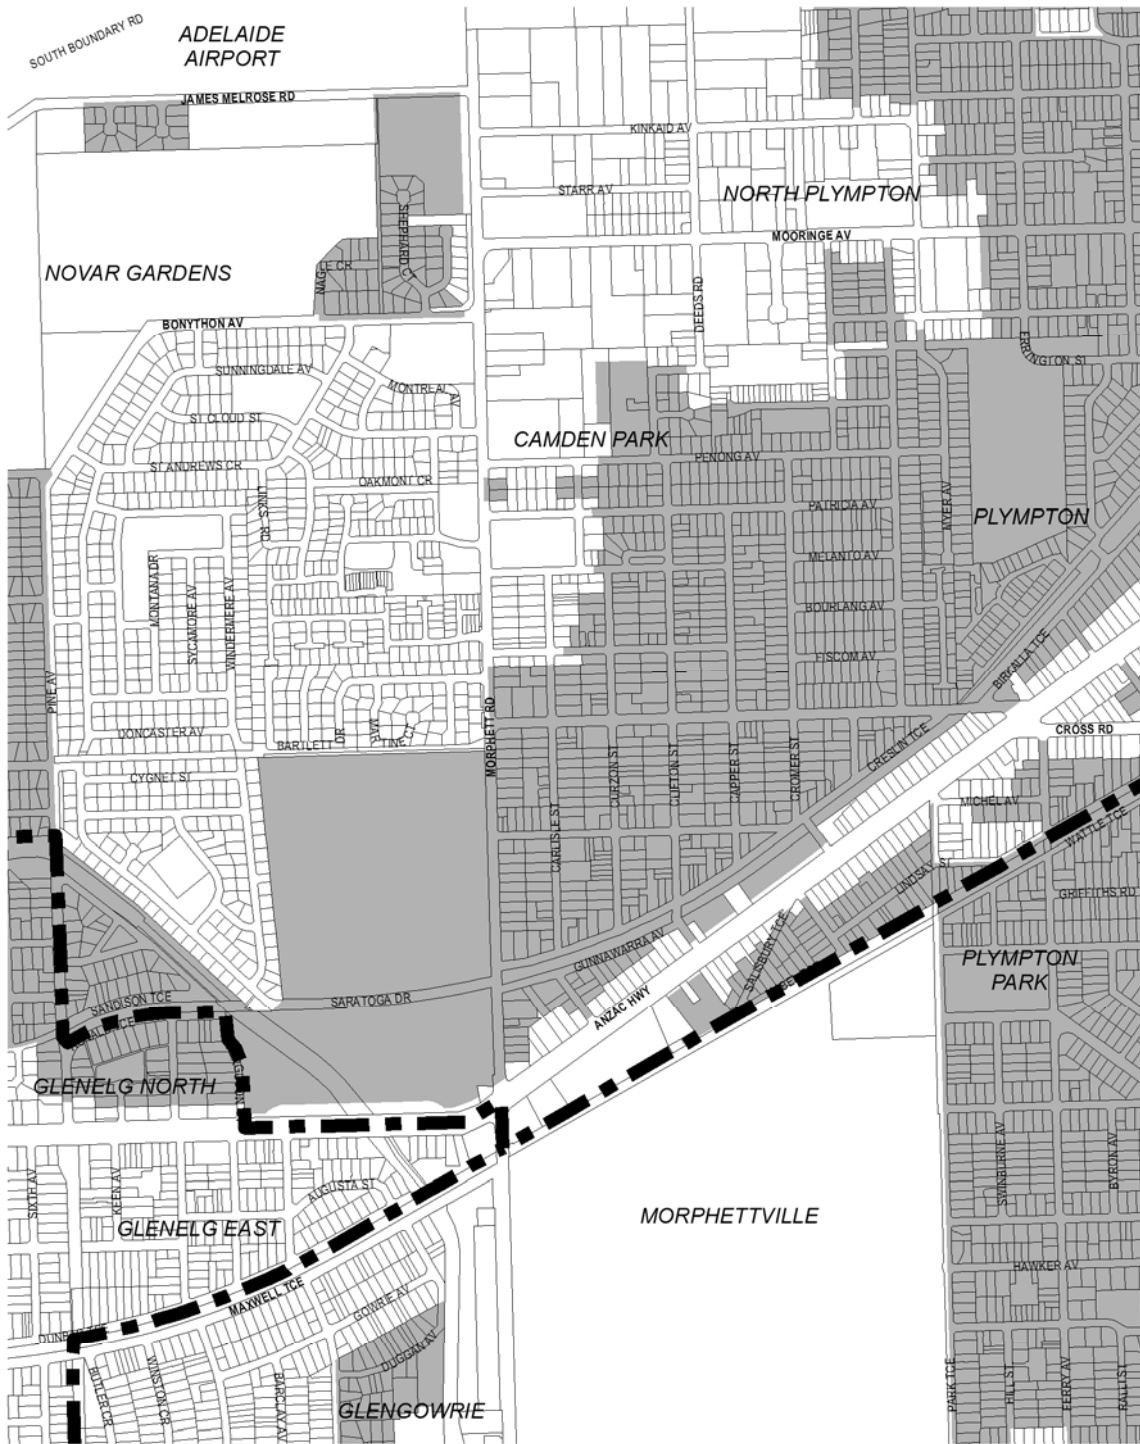 SOUTH BOUNDARY RD
ADELAIDE
AIRPORT
JAMES MELROSE RD
KINKAID AV
STARR AV
NORTH PLYMPTON
MOORINGE AV
SHEPHARD CT
NAGLE CR
NOVAR GARDENS
DEEDS RD
BONYTHON AV
ERRINGTON ST
SUNNINGDALE AV
MONTREAL AV
ST CLOUD ST
CAMDEN PARK
PENONG AV
ST ANDREWS CR
OAKMONT CR
LINKS RD
PATRICIA AV
MYER AV
PLYMPTON
MELANTO AV
MONTANA DR
SYCAMORE AV
WINDERMERE AV
BOURLANG AV
FISCOM AV
BIRKALLA TCE
PINE AV
MORPHETT RD
DONCASTER AV
BARTLETT DR
MARTINE CT
CROSS RD
CRESLIN TCE
CYGNET ST
CURZON ST
CLIFTON ST
CAPPER ST
CROMER ST
CARLISLE ST
MICHEL AV
WATTLE TCE
LINDSAY ST
GRIFFITHS RD
GUNNAWARRA AV
SALISBURY TCE
PLYMPTON
PARK
SANDISON TCE
SARATOGA DR
ANZAC HWY
GLENELG NORTH
SIXTH AV
KEEN AV
AUGUSTA ST
SWINBURNE AV
BYRON AV
GLENELG EAST
MORPHETTVILLE
HAWKER AV
MAXWELL TCE
GOWRIE AV
DUGGAN AV
BUTLER CR
WINSTON CR
BARCLAY AV
GLENGOWRIE
PARK TCE
HILL ST
FERRY AV